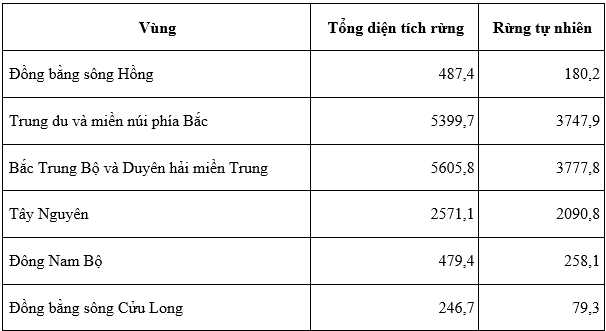 Vùng Tổng diện tích rừng Rừng tự nhiên
Đồng bằng sông Hồng 487,4 180,2
Trung du và miền núi phía Bắc 5399,7 3747,9
Bắc Trung Bộ và Duyên hải miền Trung 5605,8 3777,8
Tây Nguyên 2571,1 2090,8
Đông Nam Bộ 479,4 258,1
Đồng bằng sông Cửu Long 246,7 79,3